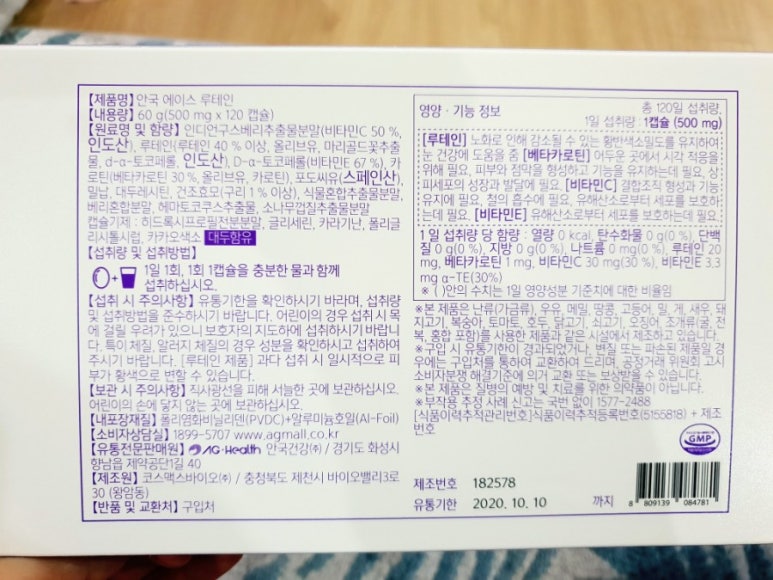 [제품명] 안국 에이스 루테인
[내용량] 60 g(500 mg x 120 캡슐)
[원료명 및 함량] 인디언구스베리추출물분말(비타민C 50 %,
인도산), 루테인(루테인 40 % 이상, 올리브유, 마리골드꽃추출
물, d-α-토코페롤, 인도산), D-α-토코페롤(비타민E 67 %), 카
로틴(베타카로틴 30 %, 올리브유, 카로틴), 포도씨유(스페인산),
밀납, 대두레시틴, 건조효모(구리 1 % 이상), 식물혼합추출물분말,
베리혼합분말, 헤마토코쿠스추출물, 소나무껍질추출물분말
캡슐기제 : 히드록시프로필전분분말, 글리세린, 카라기난, 폴리글
리시톨시럽, 카카오색소 대두함유
[섭취량 및 섭취방법]
1일 1회, 1회 1캡슐을 충분한 물과 함께
섭취하십시오.
[섭취 시 주의사항] 유통기한을 확인하시기 바라며, 섭취량
및 섭취방법을 준수하시기 바랍니다. 어린이의 경우 섭취 시 목
에 걸릴 우려가 있으니 보호자의 지도하에 섭취하시기 바랍니
다. 특이 체질, 알러지 체질의 경우 성분을 확인하시고 섭취하여
주시기 바랍니다. [루테인 제품] 과다 섭취 시 일시적으로 피
부가 황색으로 변할 수 있습니다.
[보관 시 주의사항] 직사광선을 피해 서늘한 곳에 보관하십시오.
어린이의 손에 닿지 않는 곳에 보관하십시오.
[내포장재질] 폴리염화비닐리덴(PVDC)+알루미늄호일(Al-Foil)
[소비자상담실] 1899-5707 www.agmall.co.kr
[유통전문판매원] AG·Health 안국건강(주) / 경기도 화성시
향남읍 제약공단1길 40
[제조원] 코스맥스바이오(주) / 충청북도 제천시 바이오밸리3로
30 (왕암동)
[반품 및 교환처] 구입처
영양 · 기능 정보
총 120일 섭취량,
1일 섭취량 : 1캡슐 (500 mg)
[루테인] 노화로 인해 감소될 수 있는 황반색소밀도를 유지하여
눈 건강에 도움을 줌 [베타카로틴] 어두운 곳에서 시각 적응을
위해 필요, 피부와 점막을 형성하고 기능을 유지하는데 필요, 상
피세포의 성장과 발달에 필요 [비타민C] 결합조직 형성과 기능
유지에 필요, 철의 흡수에 필요, 유해산소로부터 세포를 보호하
는데 필요 [비타민E] 유해산소로부터 세포를 보호하는데 필요
1일 섭취량 당 함량 · 열량 0 kcal, 탄수화물 0 g(0 %), 단백
질 0 g(0 %), 지방 0 g(0 %), 나트륨 0 mg(0 %), 루테인 20
mg, 베타카로틴 1 mg, 비타민C 30 mg(30 %), 비타민E 3.3
mg α-TE(30%)
※ ( )안의 수치는 1일 영양성분 기준치에 대한 비율임
※본 제품은 난류(가금류), 우유, 메밀, 땅콩, 고등어, 밀, 게, 새우, 돼
지고기, 복숭아, 토마토, 호두, 닭고기, 쇠고기, 오징어, 조개류(굴, 전
복, 홍합 포함)를 사용한 제품과 같은 시설에서 제조하고 있습니다.
※구입 시 유통기한이 경과되었거나 변질 또는 파손된 제품일 경
우에는 구입처를 통하여 교환하여 드리며, 공정거래 위원회 고시
소비자분쟁 해결기준에 의거 교환 또는 보상받을 수 있습니다.
※본 제품은 질병의 예방 및 치료를 위한 의약품이 아닙니다.
※부작용 추정 사례 신고는 국번 없이 1577-2488
[식품이력추적관리번호]식품이력추적등록번호(5155818) + 제조
번호
GMP
제조번호 182578
유통기한 2020. 10. 10 까지
8 809139 084781